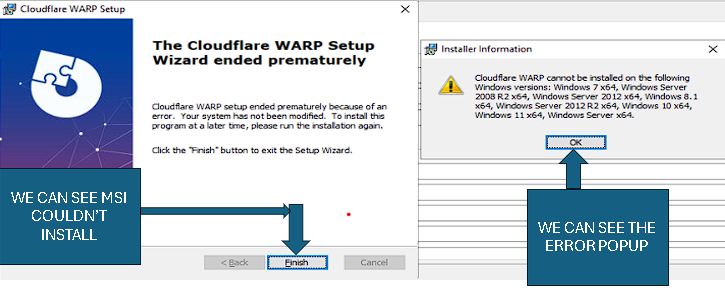 Cloudflare WARP Setup
The Cloudflare WARP Setup
Wizard ended prematurely
Cloudflare WARP setup ended prematurely because of an
error. Your system has not been modified. To install this
program at a later time, please run the installation again.
Click the "Finish" button to exit the Setup Wizard.
WE CAN SEE MSI
COULDN'T
INSTALL
< Back
Finish
Cancel
Installer Information
Cloudflare WARP cannot be installed on the following
Windows versions: Windows 7 x64, Windows Server
2008 R2 x64, Windows Server 2012 x64, Windows 8.1
x64, Windows Server 2012 R2 x64, Windows 10 x64,
Windows 11 x64, Windows Server x64.
OK
WE CAN SEE THE
ERROR POPUP